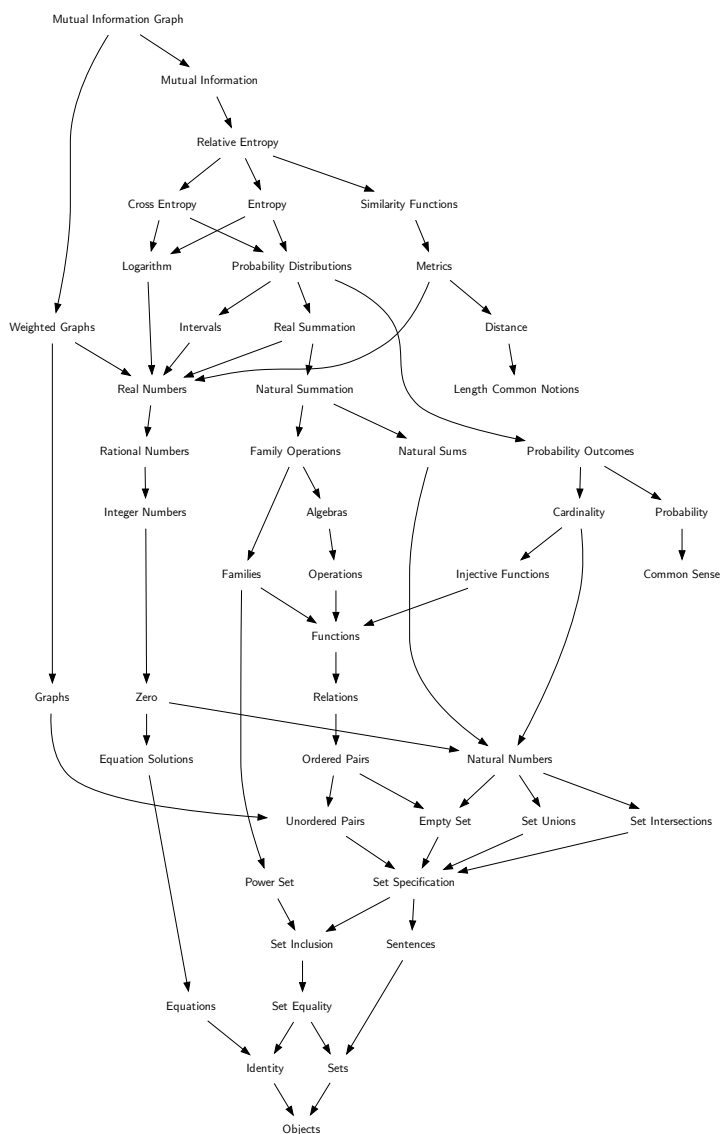 Mutual Information Graph
Mutual Information
Relative Entropy
Cross Entropy
Entropy
Similarity Functions
Logarithm
Probability Distributions
Metrics
Weighted Graphs
Intervals
Real Summation
Distance
Real Numbers
Natural Summation
Length Common Notions
Rational Numbers
Family Operations
Natural Sums
Probability Outcomes
Integer Numbers
Algebras
Cardinality
Probability
Families
Operations
Injective Functions
Common Sense
Functions
Graphs
Zero
Relations
Equation Solutions
Ordered Pairs
Natural Numbers
Unordered Pairs
Empty Set
Set Unions
Set Intersections
Power Set
Set Specification
Set Inclusion
Sentences
Equations
Set Equality
Identity
Sets
Objects